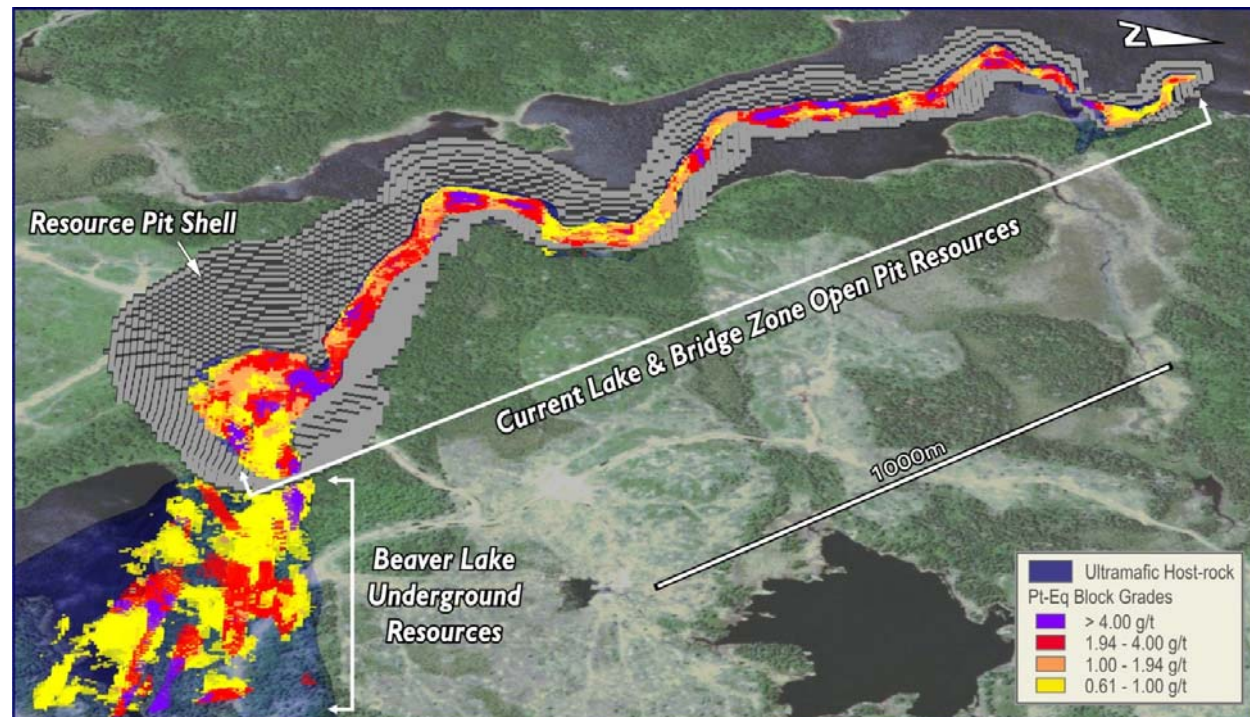 N
Resource Pit Shell
Current Lake & Bridge Zone Open Pit Resources
1000m
Beaver Lake
Underground
Resources
Ultramafic Host-rock
Pt-Eq Block Grades
> 4.00 g/t
1.94 - 4.00 g/t
1.00 - 1.94 g/t
0.61 - 1.00 g/t